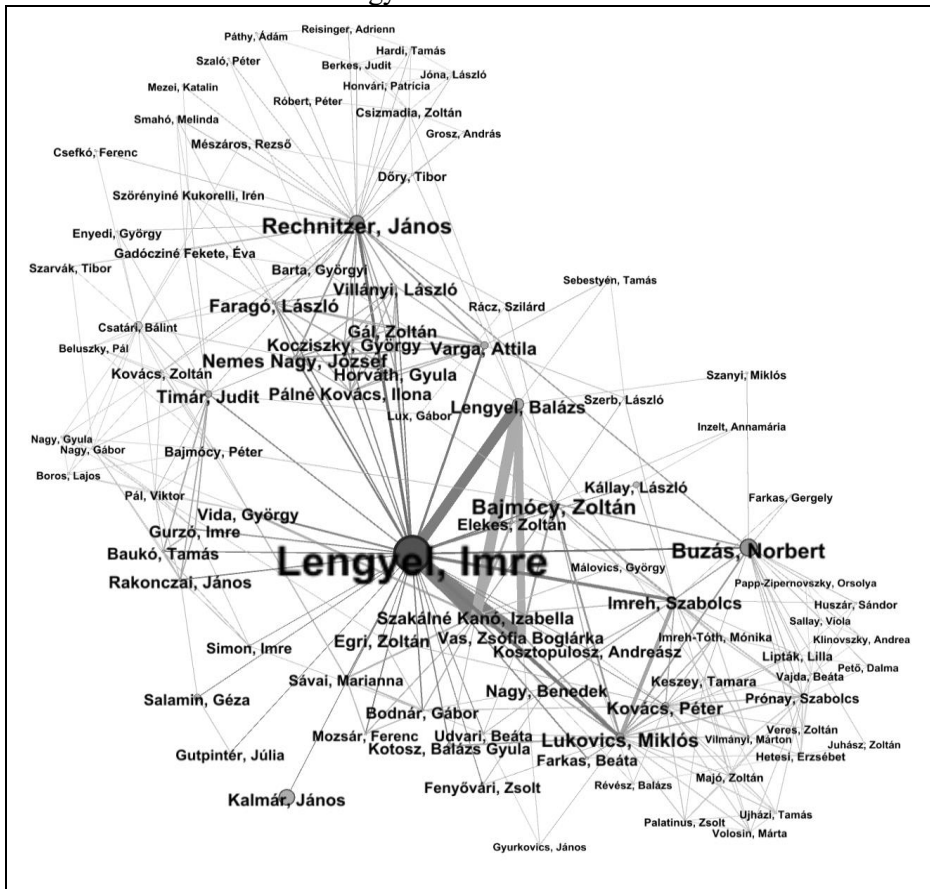 Reisinger, Adrienn
Páthy, Ádám
Hardi, Tamás
Szaló, Péter
Berkes, Judit
Jóna, László
Mezei, Katalin
Honvári, Patrícia
Róbert, Péter
Csizmadia, Zoltán
Smahó, Melinda
Grosz, András
Mészáros, Rezső
Csefkó, Ferenc
Dőry, Tibor
Szörényiné Kukorelli, Irén
Rechnitzer, János
Enyedi, György
Gadócziné Fekete, Éva
Szarvák, Tibor
Barta, Györgyi
Sebestyén, Tamás
Villányi, László
Faragó, László
Rácz, Szilárd
Csatári, Bálint
Gál, Zoltán
Kocziszky, György
Varga, Attila
Beluszky, Pál
Nemes Nagy, József
Kovács, Zoltán
Horváth, Gyula
Szanyi, Miklós
Timár, Judit
Pálné Kovács, Ilona
Szerb, László
Lengyel, Balázs
Lux, Gábor
Inzelt, Annamária
Nagy, Gyula
Nagy, Gábor
Bajmócy, Péter
Boros, Lajos
Kállay, László
Pál, Viktor
Farkas, Gergely
Bajmócy, Zoltán
Vida, György
Elekes, Zoltán
Gurzó, Imre
Buzás, Norbert
Baukó, Tamás
Lengyel, Imre
Málovics, György
Rakonczai, János
Papp-Zipernovszky, Orsolya
Imreh, Szabolcs
Huszár, Sándor
Szakálné Kanó, Izabella
Sallay, Viola
Egri, Zoltán
Vas, Zsófia Boglárka
Imreh-Tóth, Mónika
Klinovszky, Andrea
Simon, Imre
Kosztopulosz, Andreász
Lipták, Lilla
Pető, Dalma
Sávai, Marianna
Keszey, Tamara
Vajda, Beáta
Nagy, Benedek
Salamin, Géza
Prónay, Szabolcs
Kovács, Péter
Bodnár, Gábor
Veres, Zoltán
Mozsár, Ferenc
Udvari, Beáta
Lukovics, Miklós
Vilmányi, Márton
Juhász, Zoltán
Kotosz, Balázs Gyula
Gutpintér, Júlia
Hetesi, Erzsébet
Farkas, Beáta
Majó, Zoltán
Fenyővári, Zsolt
Révész, Balázs
Kalmár, János
Ujházi, Tamás
Palatinus, Zsolt
Volosin, Márta
Gyurkovics, János